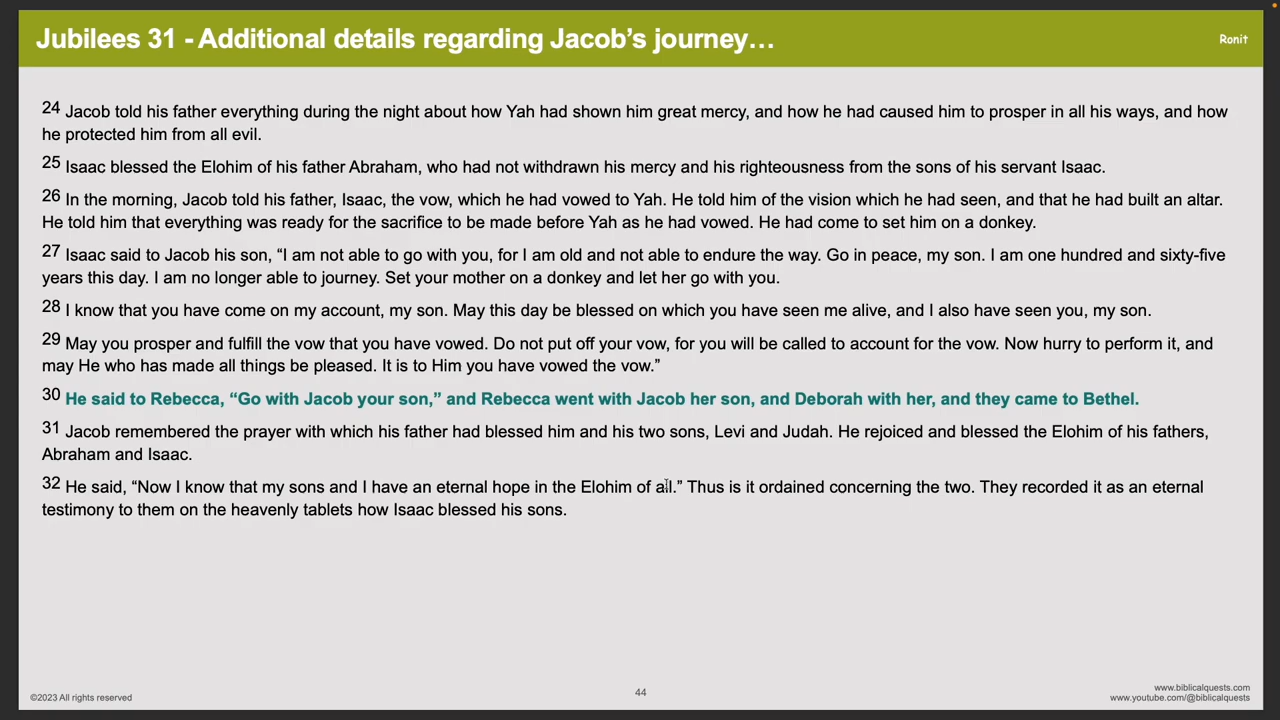 Jubilees 31 - Additional details regarding Jacob’s journey…
Ronit
24 Jacob told his father everything during the night about how Yah had shown him great mercy, and how he had caused him to prosper in all his ways, and how
he protected him from all evil.
25 Isaac blessed the Elohim of his father Abraham, who had not withdrawn his mercy and his righteousness from the sons of his servant Isaac.
26 In the morning, Jacob told his father, Isaac, the vow, which he had vowed to Yah. He told him of the vision which he had seen, and that he had built an altar.
He told him that everything was ready for the sacrifice to be made before Yah as he had vowed. He had come to set him on a donkey.
27 Isaac said to Jacob his son, “I am not able to go with you, for I am old and not able to endure the way. Go in peace, my son. I am one hundred and sixty-five
years this day. I am no longer able to journey. Set your mother on a donkey and let her go with you.
28 I know that you have come on my account, my son. May this day be blessed on which you have seen me alive, and I also have seen you, my son.
29 May you prosper and fulfill the vow that you have vowed. Do not put off your vow, for you will be called to account for the vow. Now hurry to perform it, and
may He who has made all things be pleased. It is to Him you have vowed the vow.”
30 He said to Rebecca, “Go with Jacob your son,” and Rebecca went with Jacob her son, and Deborah with her, and they came to Bethel.
31 Jacob remembered the prayer with which his father had blessed him and his two sons, Levi and Judah. He rejoiced and blessed the Elohim of his fathers,
Abraham and Isaac.
32 He said, “Now I know that my sons and I have an eternal hope in the Elohim of all.” Thus is it ordained concerning the two. They recorded it as an eternal
testimony to them on the heavenly tablets how Isaac blessed his sons.
©2023 All rights reserved
44
www.biblicalquests.com
www.youtube.com/@biblicalquests